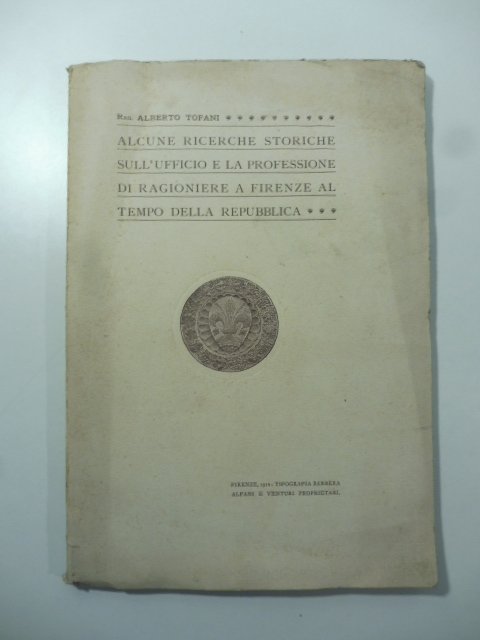 RAG. ALBERTO TOFANI
ALCUNE RICERCHE STORICHE
SULL'UFFICIO E LA PROFESSIONE
DI RAGIONIERE A FIRENZE AL
TEMPO DELLA REPUBBLICA
FIRENZE, 1910 - TIPOGRAFIA BARBÈRA
ALFANI E VENTURI PROPRIETARI.